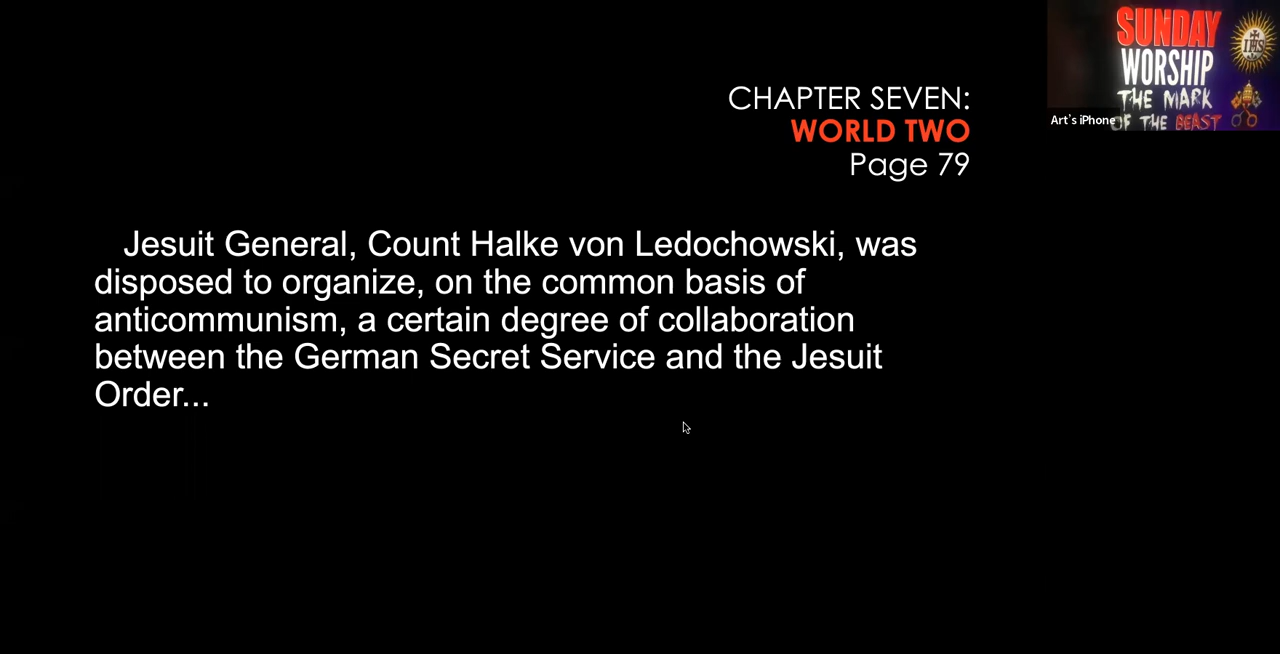 SUNDAY
WORSHIP
THE MARK
OF THE BEAST
IHS
Art's iPhone
CHAPTER SEVEN:
WORLD TWO
Page 79
Jesuit General, Count Halke von Ledochowski, was
disposed to organize, on the common basis of
anticommunism, a certain degree of collaboration
between the German Secret Service and the Jesuit
Order...